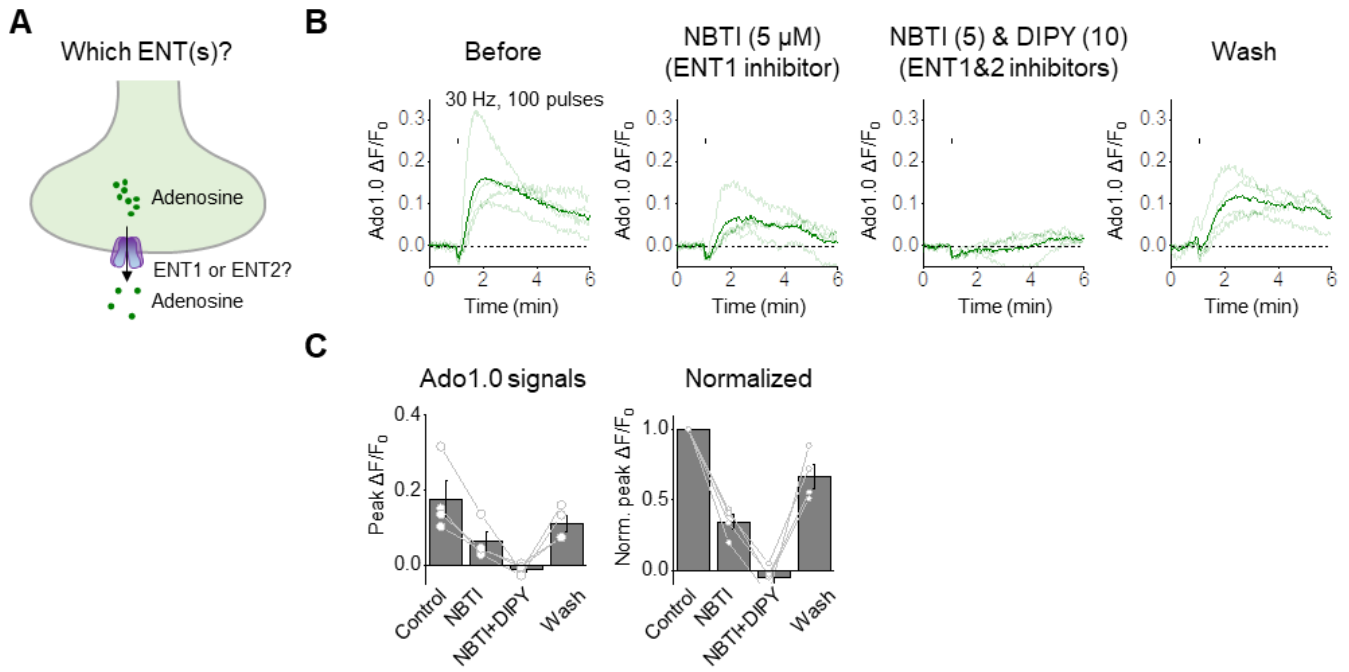 A
Which ENT(s)?
Adenosine
ENT1 or ENT2?
Adenosine
B
Before
30 Hz, 100 pulses
Ado1.0 ΔF/F0
0.3
0.2
0.1
0.0
0 2 4 6
Time (min)
NBTI (5 μM)
(ENT1 inhibitor)
Ado1.0 ΔF/F0
0.3
0.2
0.1
0.0
0 2 4 6
Time (min)
NBTI (5) & DIPY (10)
(ENT1&2 inhibitors)
Ado1.0 ΔF/F0
0.3
0.2
0.1
0.0
0 2 4 6
Time (min)
Wash
Ado1.0 ΔF/F0
0.3
0.2
0.1
0.0
0 2 4 6
Time (min)
C
Ado1.0 signals
Peak ΔF/F0
0.4
0.2
0.0
Control
NBTI
NBTI+DIPY
Wash
Normalized
Norm. peak ΔF/F0
1.0
0.5
0.0
Control
NBTI
NBTI+DIPY
Wash